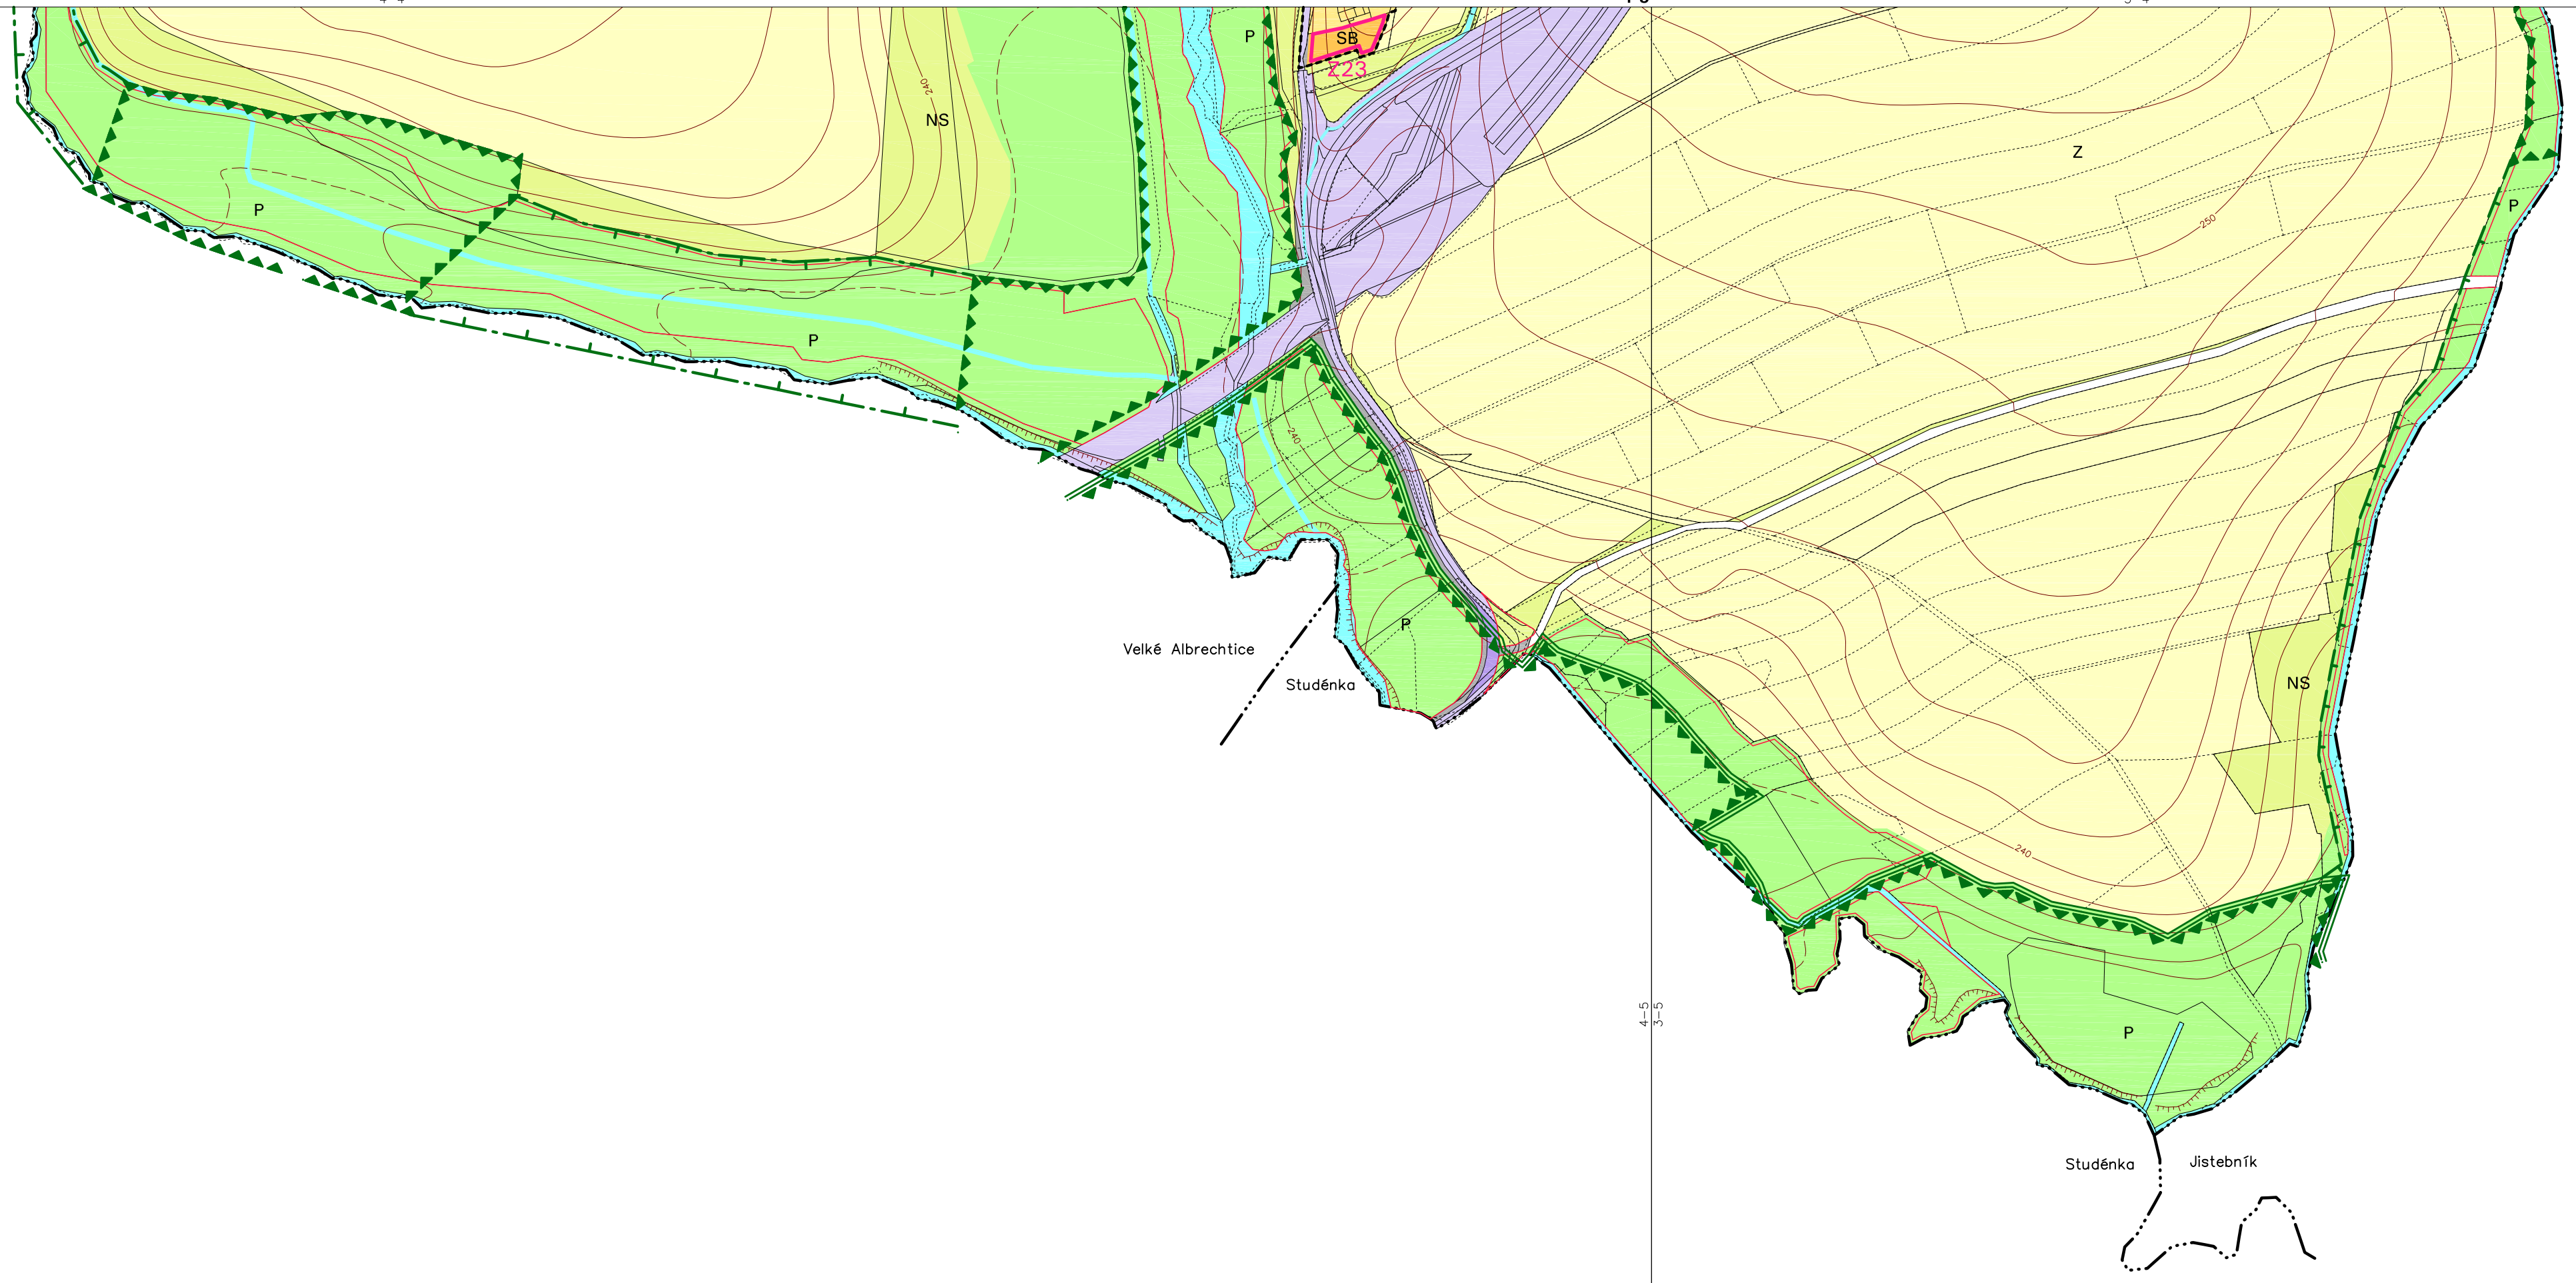 P
SB
Z23
240
NS
Z
P
P
250
P
240
P
Velké Albrechtice
Studénka
NS
240
4-5
3-5
P
Studénka
Jistebník